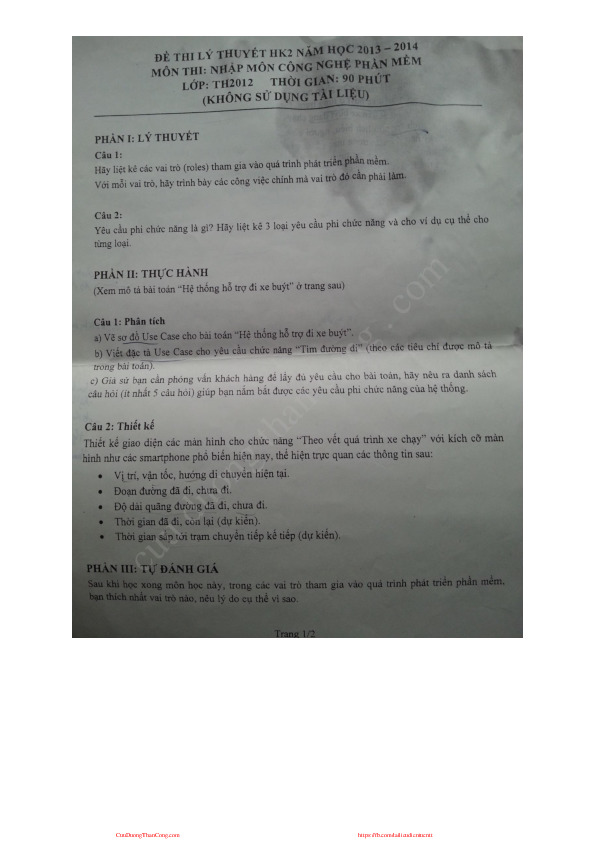 ĐỀ THI LÝ THUYẾT HK2 NĂM HỌC 2013 – 2014
MÔN THI: NHẬP MÔN CÔNG NGHỆ PHẦN MỀM
LỚP: TH2012 THỜI GIAN: 90 PHÚT
(KHÔNG SỬ DỤNG TÀI LIỆU)
PHẦN I: LÝ THUYẾT
Câu 1:
Hãy liệt kê các vai trò (roles) tham gia vào quá trình phát triển phần mềm.
Với mỗi vai trò, hãy trình bày các công việc chính mà vai trò đó cần phải làm.
Câu 2:
Yêu cầu phi chức năng là gì? Hãy liệt kê 3 loại yêu cầu phi chức năng và cho ví dụ cụ thể cho
từng loại.
PHẦN II: THỰC HÀNH
(Xem mô tả bài toán “Hệ thống hỗ trợ đi xe buýt” ở trang sau)
Câu 1: Phân tích
a) Vẽ sơ đồ Use Case cho bài toán “Hệ thống hỗ trợ đi xe buýt”.
b) Viết đặc tả Use Case cho yêu cầu chức năng “Tìm đường đi” (theo các tiêu chí được mô tả
trong bài toán).
c) Giả sử bạn cần phỏng vấn khách hàng để lấy đủ yêu cầu cho bài toán, hãy nêu ra danh sách
câu hỏi (ít nhất 5 câu hỏi) giúp bạn nắm bắt được các yêu cầu phi chức năng của hệ thống.
Câu 2: Thiết kế
Thiết kế giao diện các màn hình cho chức năng “Theo vết quá trình xe chạy” với kích cỡ màn
hình như các smartphone phổ biến hiện nay, thể hiện trực quan các thông tin sau:
• Vị trí, vận tốc, hướng di chuyển hiện tại.
• Đoạn đường đã đi, chưa đi.
• Độ dài quãng đường đã đi, chưa đi.
• Thời gian đã đi, còn lại (dự kiến).
• Thời gian sắp tới trạm chuyển tiếp kế tiếp (dự kiến).
PHẦN III: TỰ ĐÁNH GIÁ
Sau khi học xong môn học này, trong các vai trò tham gia vào quá trình phát triển phần mềm,
bạn thích nhất vai trò nào, nêu lý do cụ thể vì sao.
Trang 1/2
cuu duong than cong . com
CuuDuongThanCong.com https://fb.com/tailieudientucntt